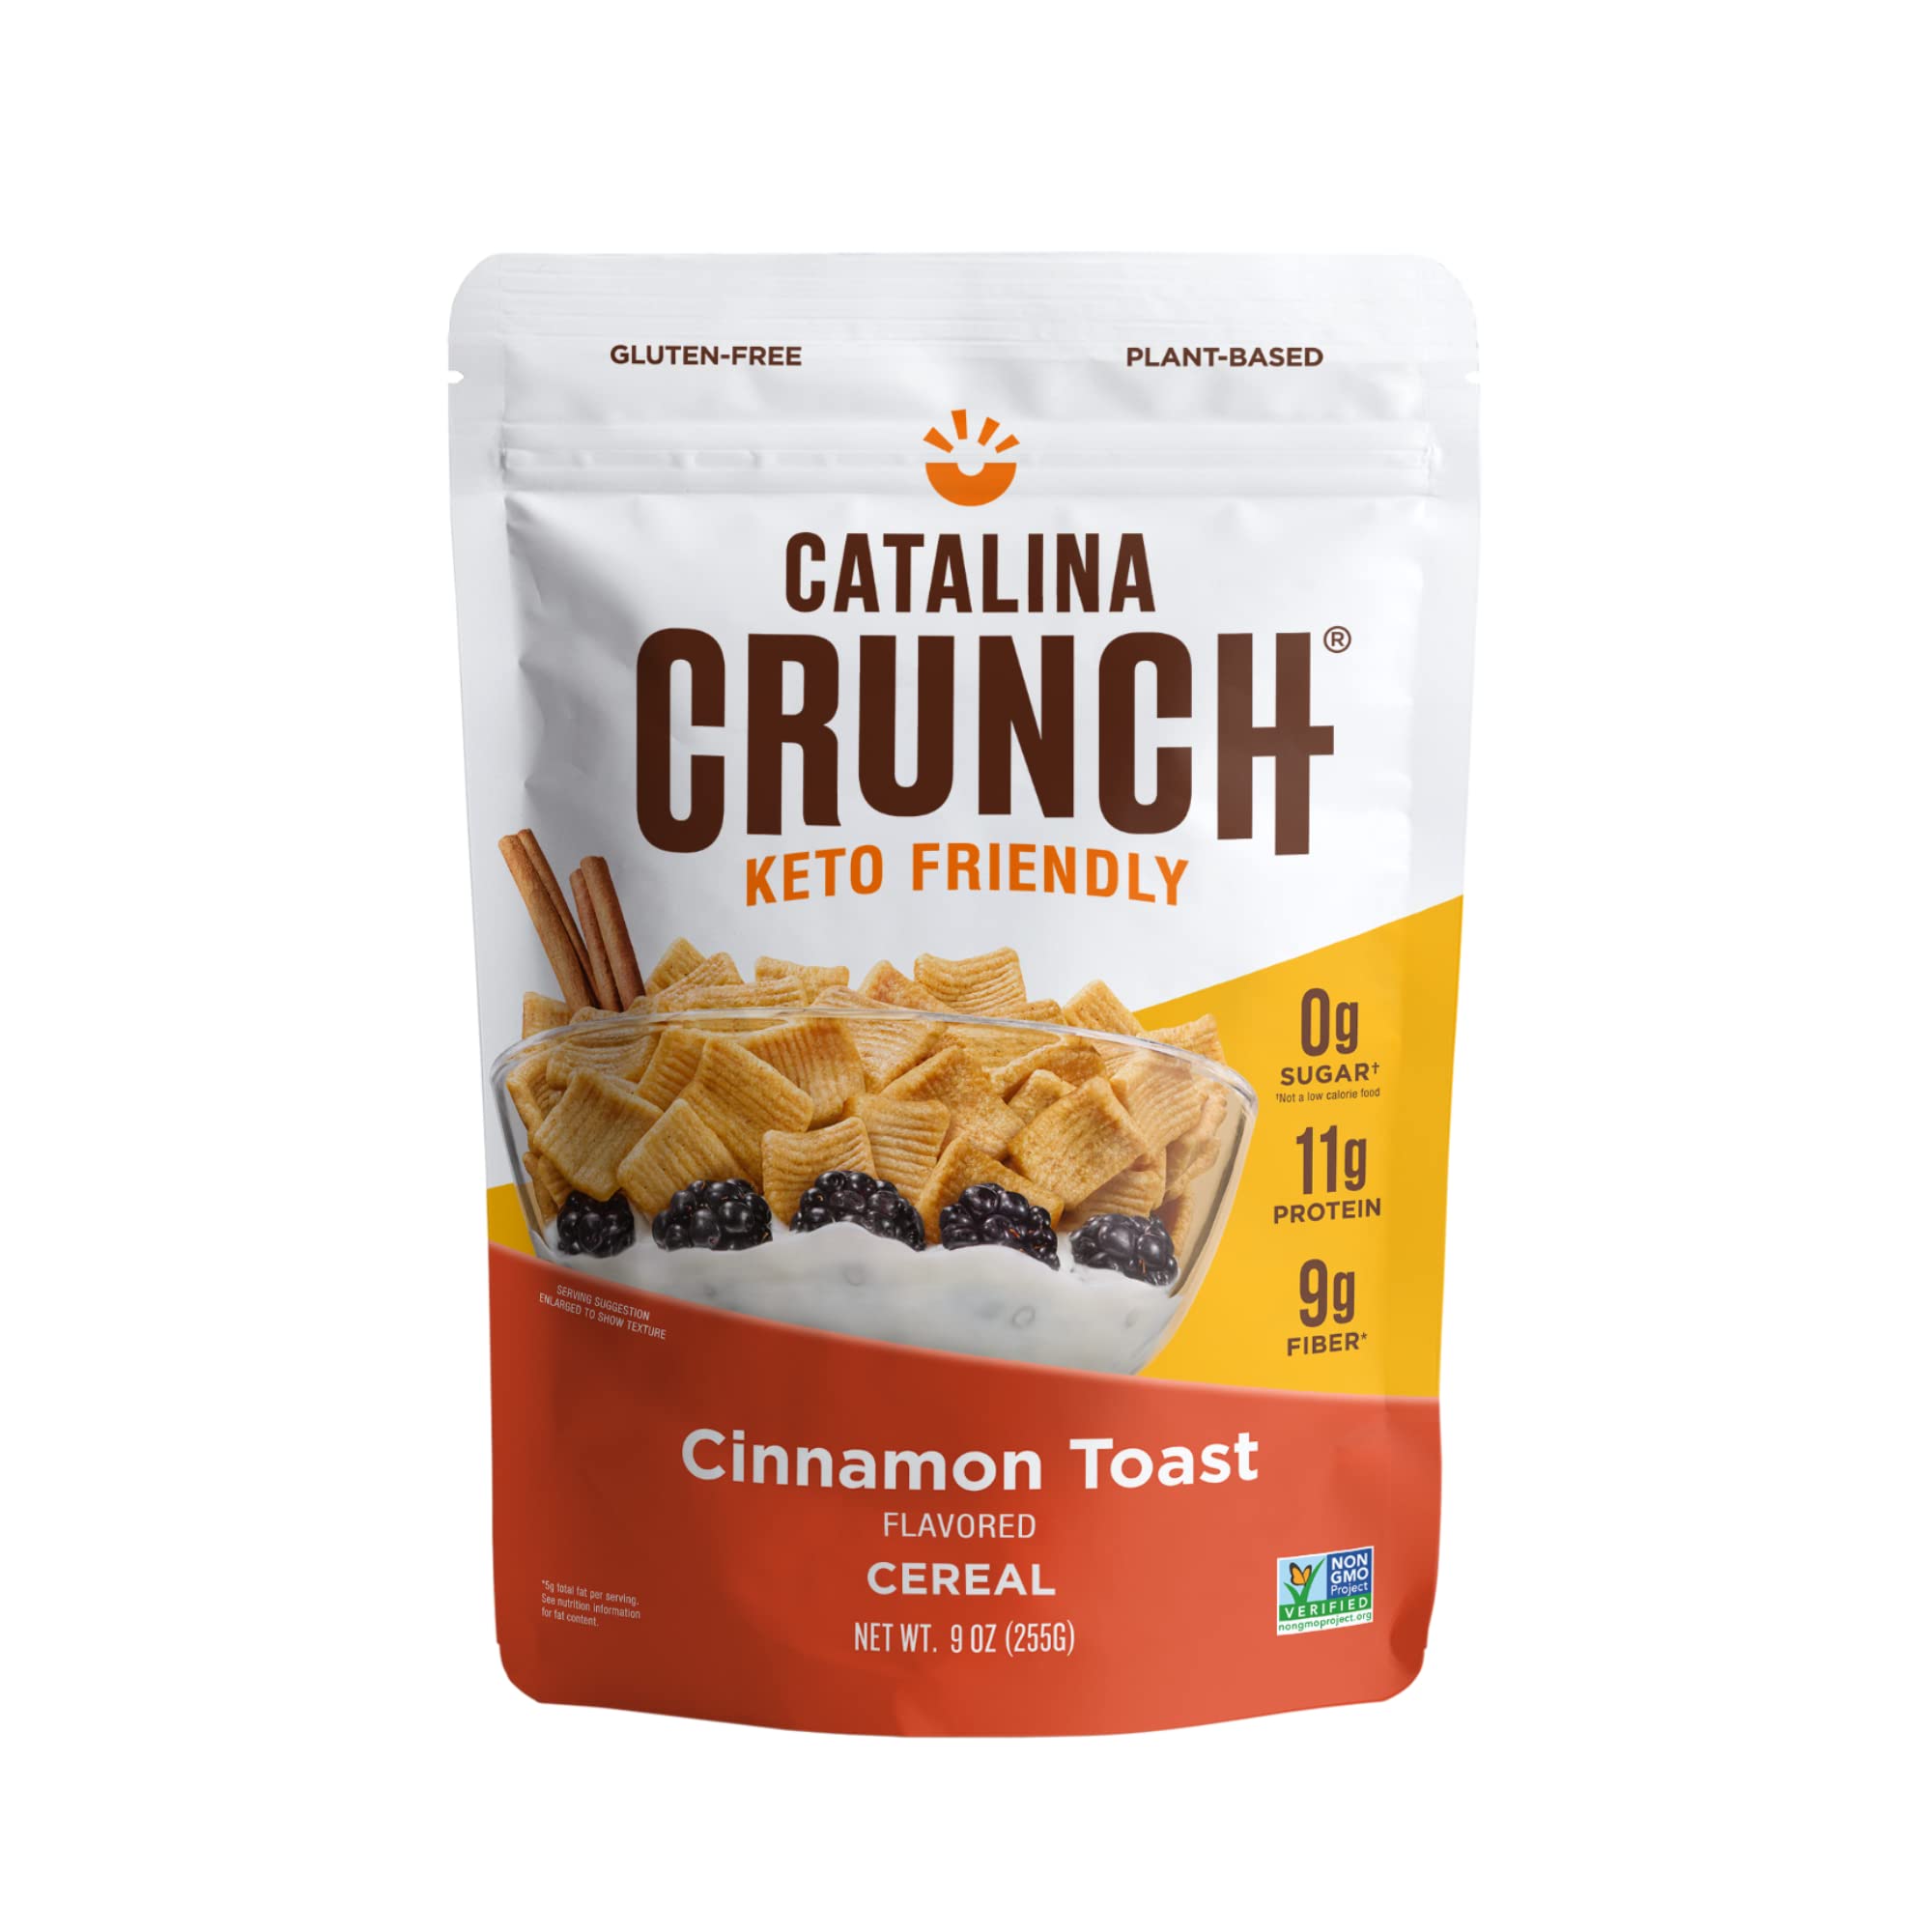 GLUTEN-FREE
PLANT-BASED
CATALINA
CRUNCH®
KETO FRIENDLY
0g
SUGAR†
†Not a low calorie food
11g
PROTEIN
9g
FIBER*
SERVING SUGGESTION
ENLARGED TO SHOW TEXTURE
Cinnamon Toast
FLAVORED
CEREAL
NET WT. 9 OZ (255G)
*5g total fat per serving.
See nutrition information
for fat content.
NON
GMO
Project
VERIFIED
nongmoproject.org